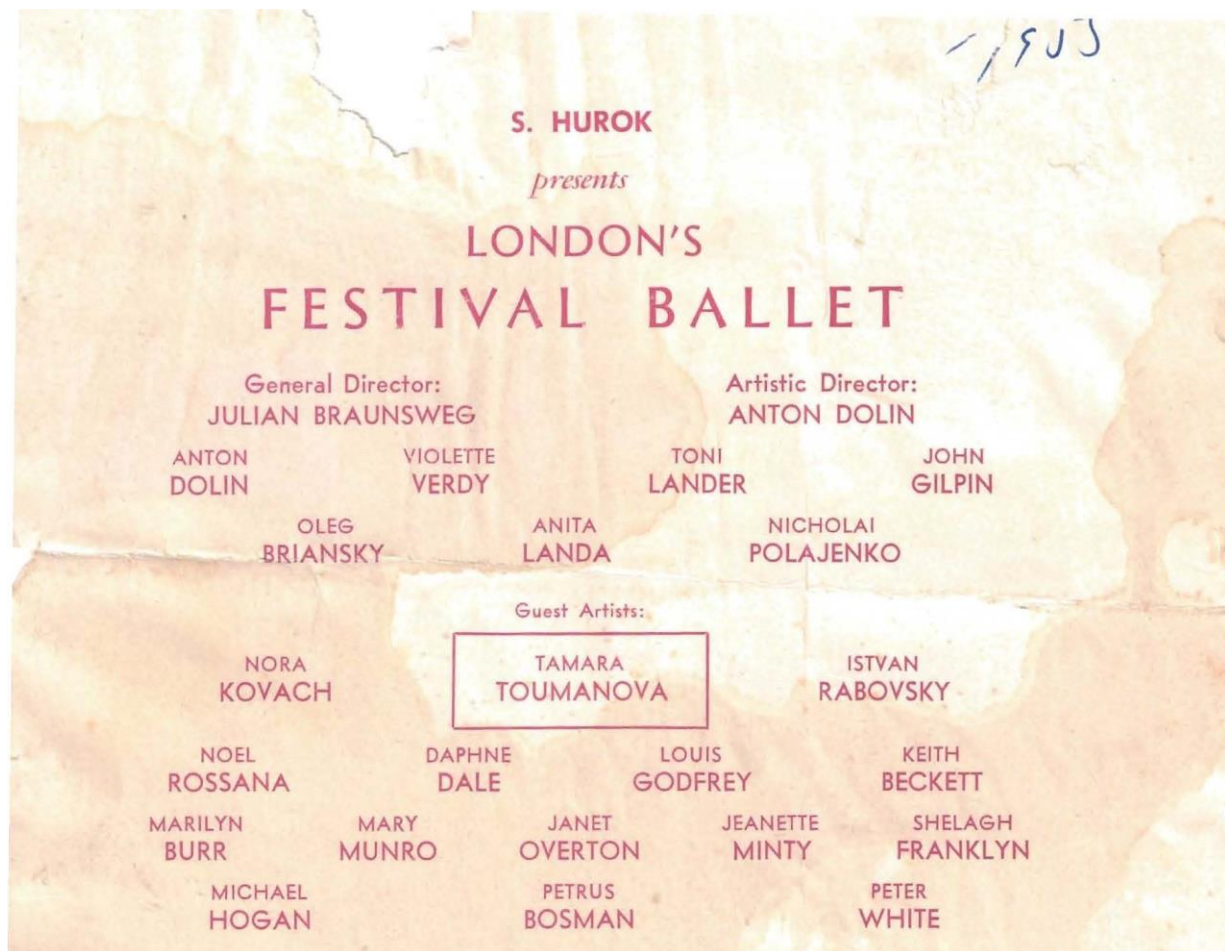 S. HUROK
presents
LONDON'S
FESTIVAL BALLET
General Director: Artistic Director:
JULIAN BRAUNSWEG ANTON DOLIN
ANTON VIOLETTE TONI JOHN
DOLIN VERDY LANDER GILPIN
OLEG ANITA NICHOLAI
BRIANSKY LANDA POLAJENKO
Guest Artists:
NORA TAMARA ISTVAN
KOVACH TOUMANOVA RABOVSKY
NOEL DAPHNE LOUIS KEITH
ROSSANA DALE GODFREY BECKETT
MARILYN MARY JANET JEANETTE SHELAGH
BURR MUNRO OVERTON MINTY FRANKLYN
MICHAEL PETRUS PETER
HOGAN BOSMAN WHITE